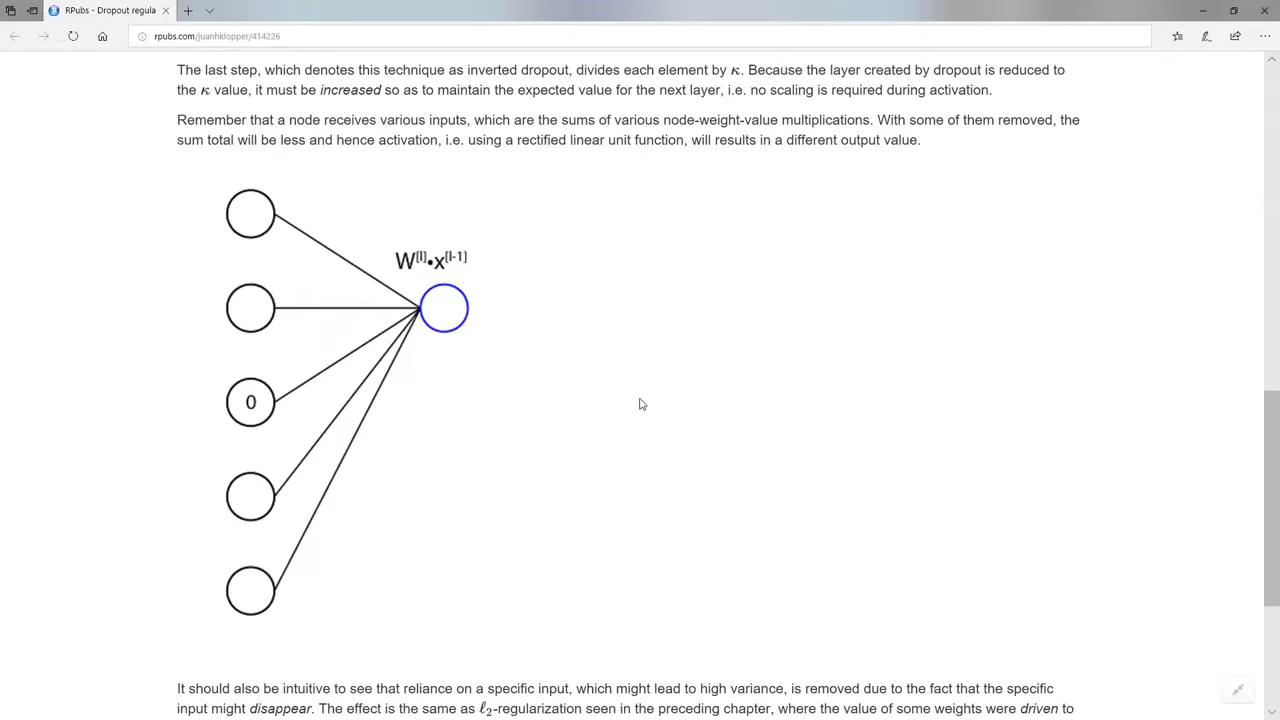 RPubs - Dropout regula
rpubs.com/juanhklopper/414226
The last step, which denotes this technique as inverted dropout, divides each element by κ. Because the layer created by dropout is reduced to
the κ value, it must be increased so as to maintain the expected value for the next layer, i.e. no scaling is required during activation.
Remember that a node receives various inputs, which are the sums of various node-weight-value multiplications. With some of them removed, the
sum total will be less and hence activation, i.e. using a rectified linear unit function, will results in a different output value.
W[l]•x[l-1]
0
It should also be intuitive to see that reliance on a specific input, which might lead to high variance, is removed due to the fact that the specific
input might disappear. The effect is the same as ℓ2-regularization seen in the preceding chapter, where the value of some weights were driven to